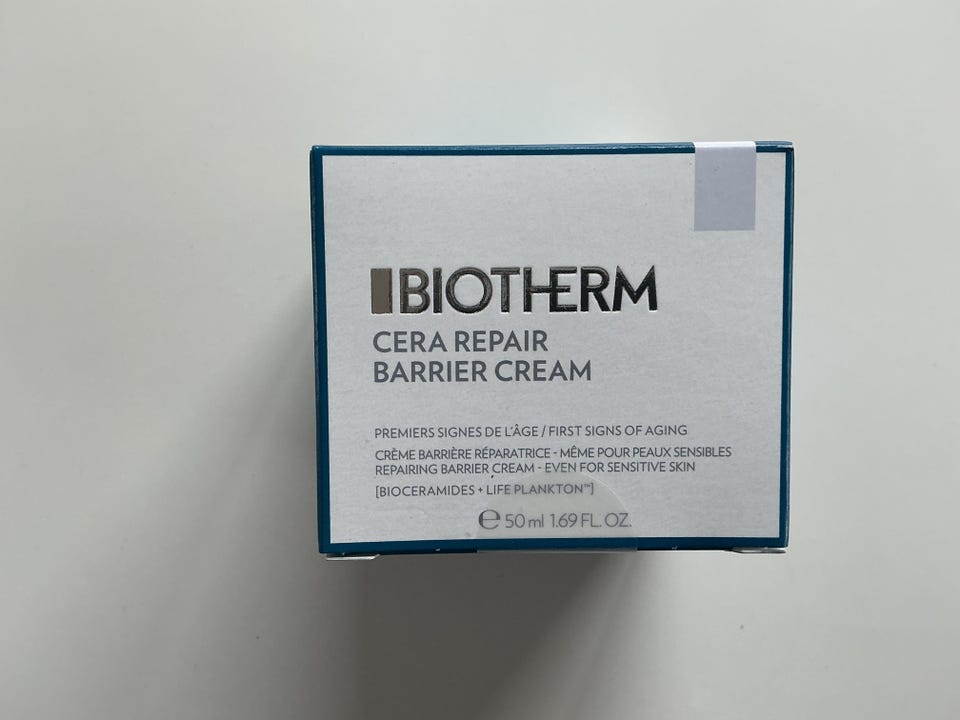 BIOTHERM
CERA REPAIR
BARRIER CREAM
PREMIERS SIGNES DE L'ÂGE / FIRST SIGNS OF AGING
CRÈME BARRIÈRE RÉPARATRICE - MÊME POUR PEAUX SENSIBLES
REPAIRING BARRIER CREAM - EVEN FOR SENSITIVE SKIN
[BIOCERAMIDES + LIFE PLANKTON™]
℮ 50 ml 1.69 FL. OZ.